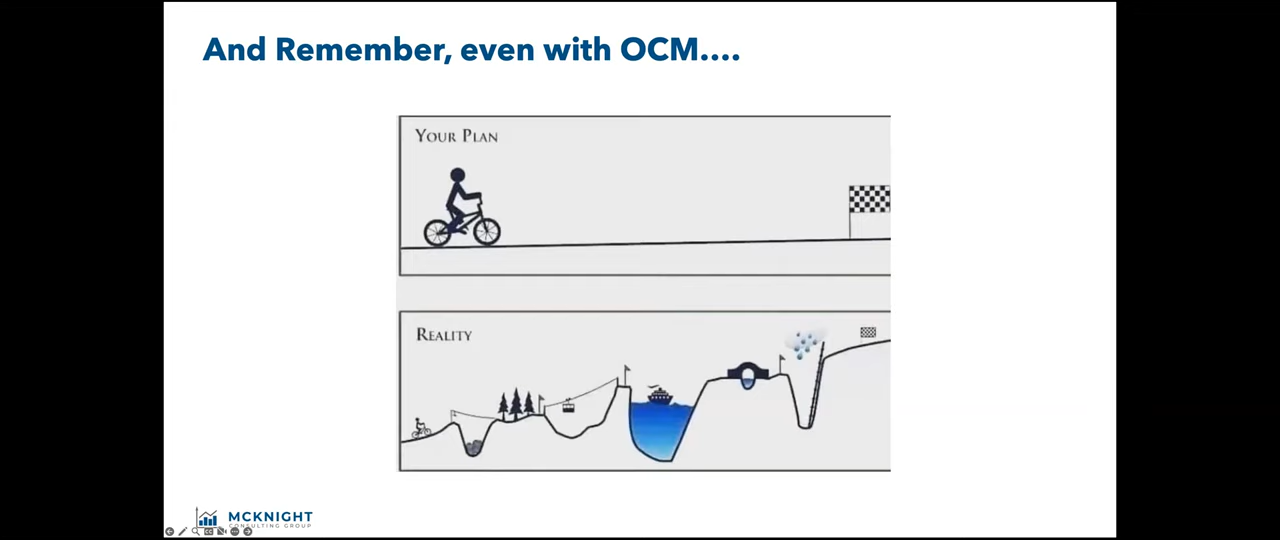 And Remember, even with OCM....
YOUR PLAN
REALITY
MCKNIGHT
CONSULTING GROUP